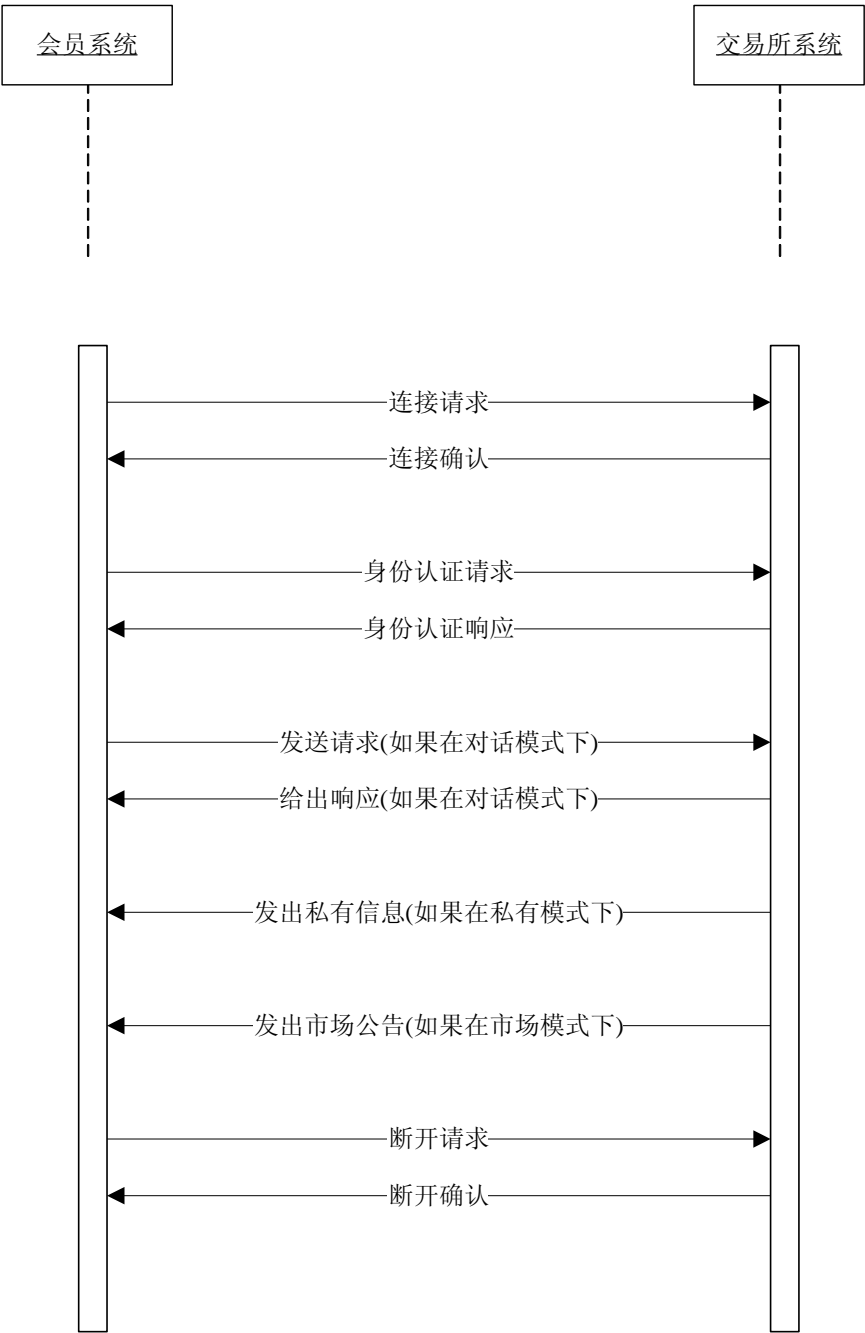 会员系统
交易所系统
连接请求
连接确认
身份认证请求
身份认证响应
发送请求(如果在对话模式下)
给出响应(如果在对话模式下)
发出私有信息(如果在私有模式下)
发出市场公告(如果在市场模式下)
断开请求
断开确认